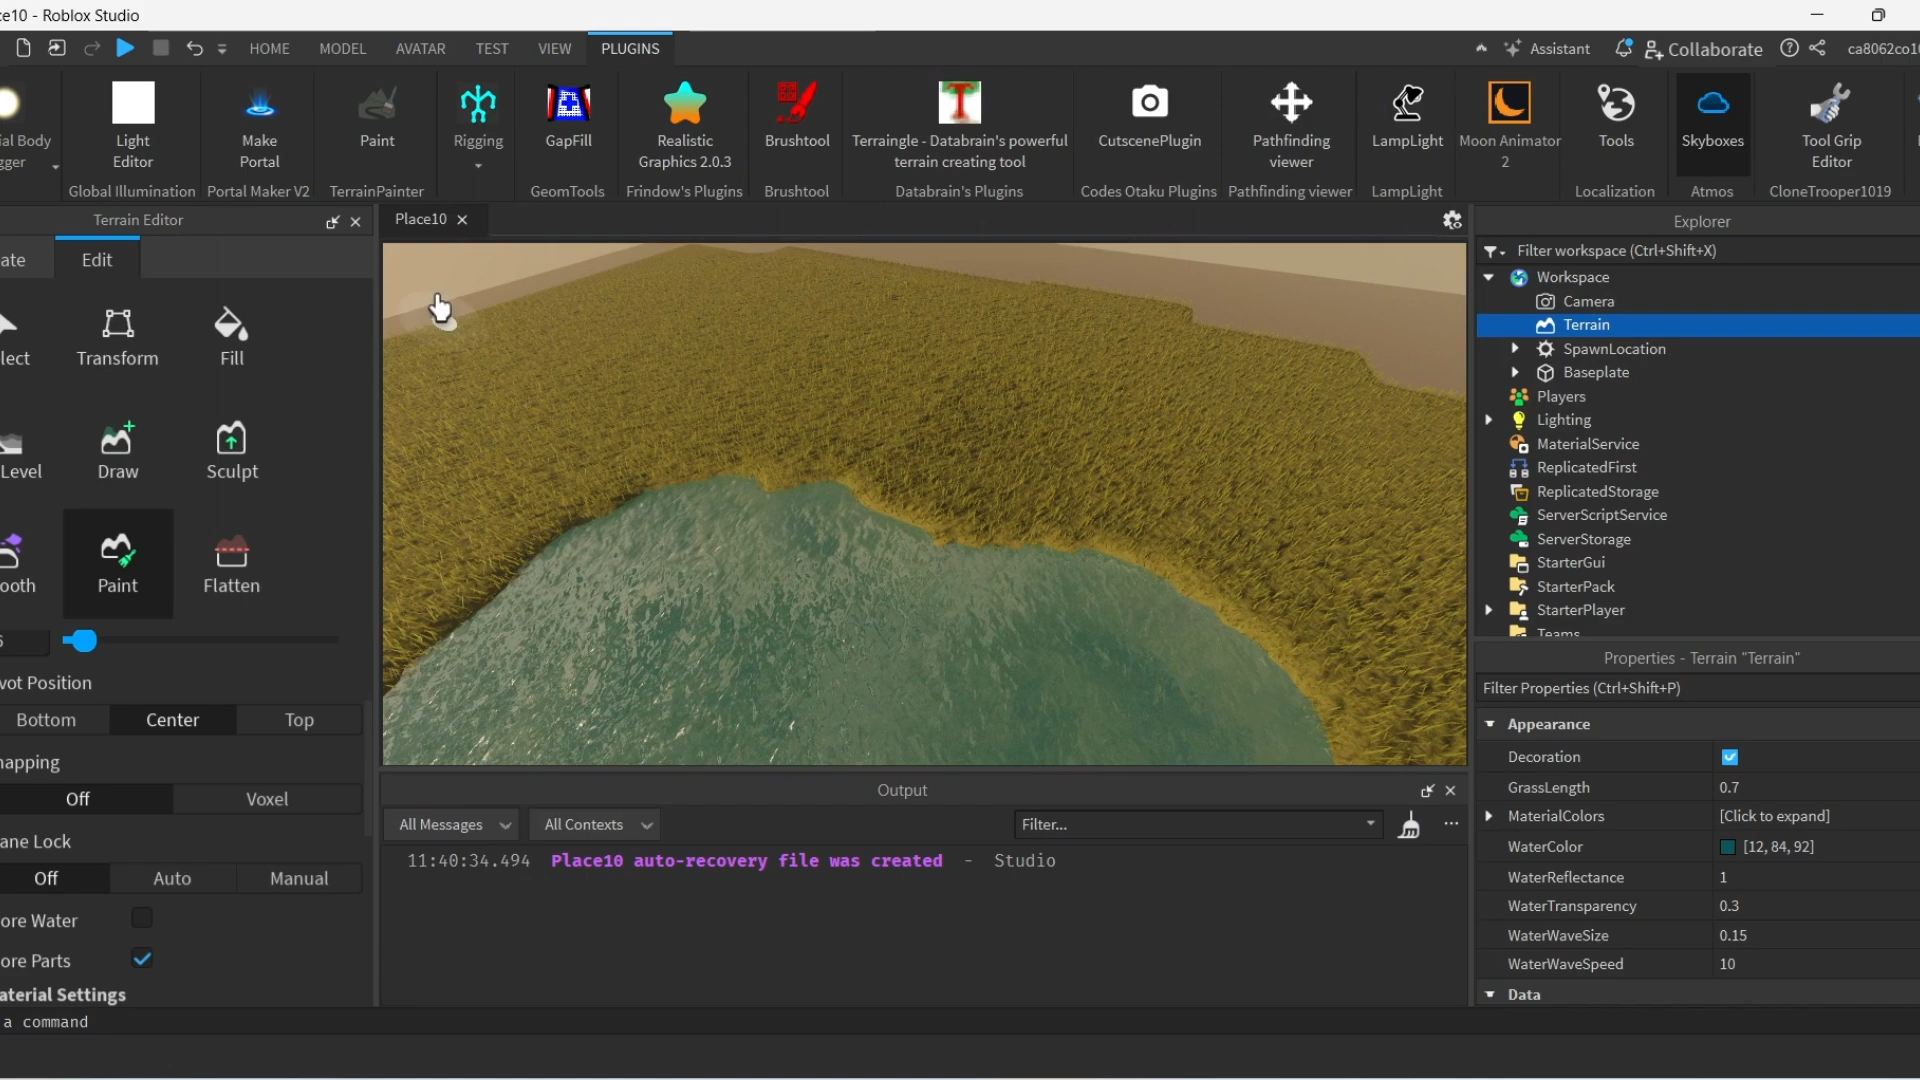 e10 - Roblox Studio
HOME MODEL AVATAR TEST VIEW PLUGINS Assistant Collaborate ca8062co1
ial Body
gger
Light
Editor
Global Illumination
Make
Portal
Portal Maker V2
Paint
TerrainPainter
Rigging
GapFill
GeomTools
Realistic
Graphics 2.0.3
Frindow's Plugins
Brushtool
Brushtool
Terraingle - Databrain's powerful
terrain creating tool
Databrain's Plugins
CutscenePlugin
Codes Otaku Plugins
Pathfinding
viewer
Pathfinding viewer
LampLight
LampLight
Moon Animator
2
Tools
Localization
Skyboxes
Atmos
Tool Grip
Editor
CloneTrooper1019
Terrain Editor
ate Edit
lect Transform Fill
Level Draw Sculpt
ooth Paint Flatten
6
vot Position
Bottom Center Top
napping
Off Voxel
ane Lock
Off Auto Manual
ore Water
ore Parts
aterial Settings
a command
Place10
Output
All Messages All Contexts Filter...
11:40:34.494 Place10 auto-recovery file was created - Studio
Explorer
Filter workspace (Ctrl+Shift+X)
Workspace
Camera
Terrain
SpawnLocation
Baseplate
Players
Lighting
MaterialService
ReplicatedFirst
ReplicatedStorage
ServerScriptService
ServerStorage
StarterGui
StarterPack
StarterPlayer
Teams
Properties - Terrain "Terrain"
Filter Properties (Ctrl+Shift+P)
Appearance
Decoration
GrassLength 0.7
MaterialColors [Click to expand]
WaterColor [12, 84, 92]
WaterReflectance 1
WaterTransparency 0.3
WaterWaveSize 0.15
WaterWaveSpeed 10
Data